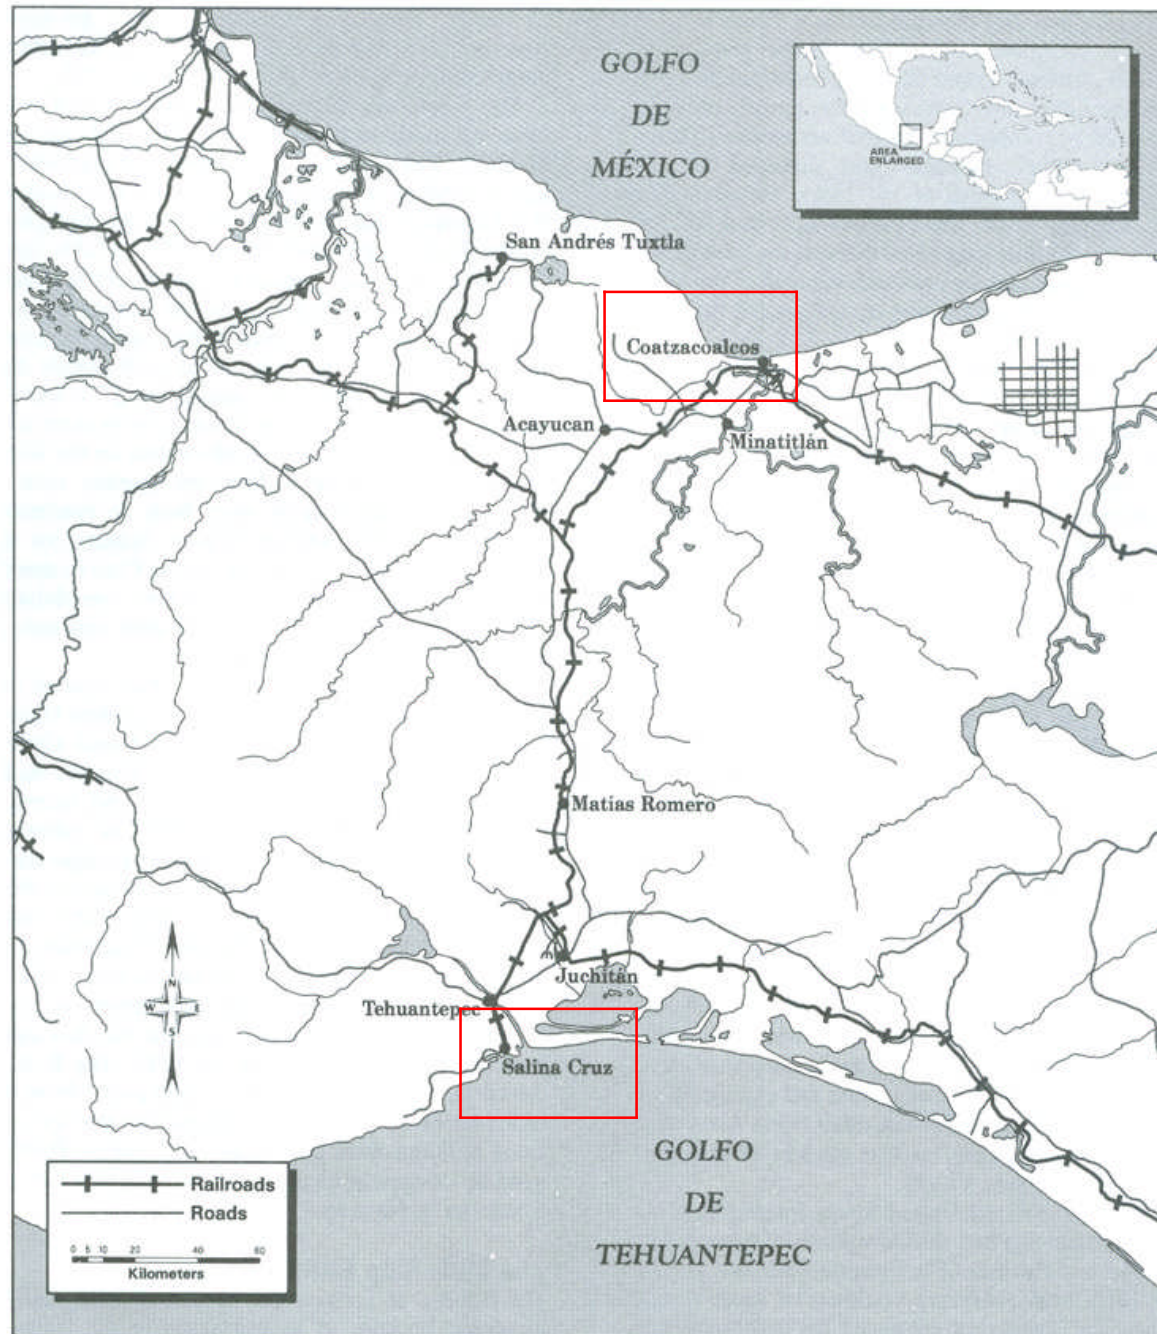 GOLFO
DE
MÉXICO
AREA
ENLARGED
San Andrés Tuxtla
Coatzacoalcos
Acayucan
Minatitlán
Matías Romero
Juchitán
Tehuantepec
Salina Cruz
N
W E
S
GOLFO
DE
TEHUANTEPEC
Railroads
Roads
0 5 10 20 40 60
Kilometers